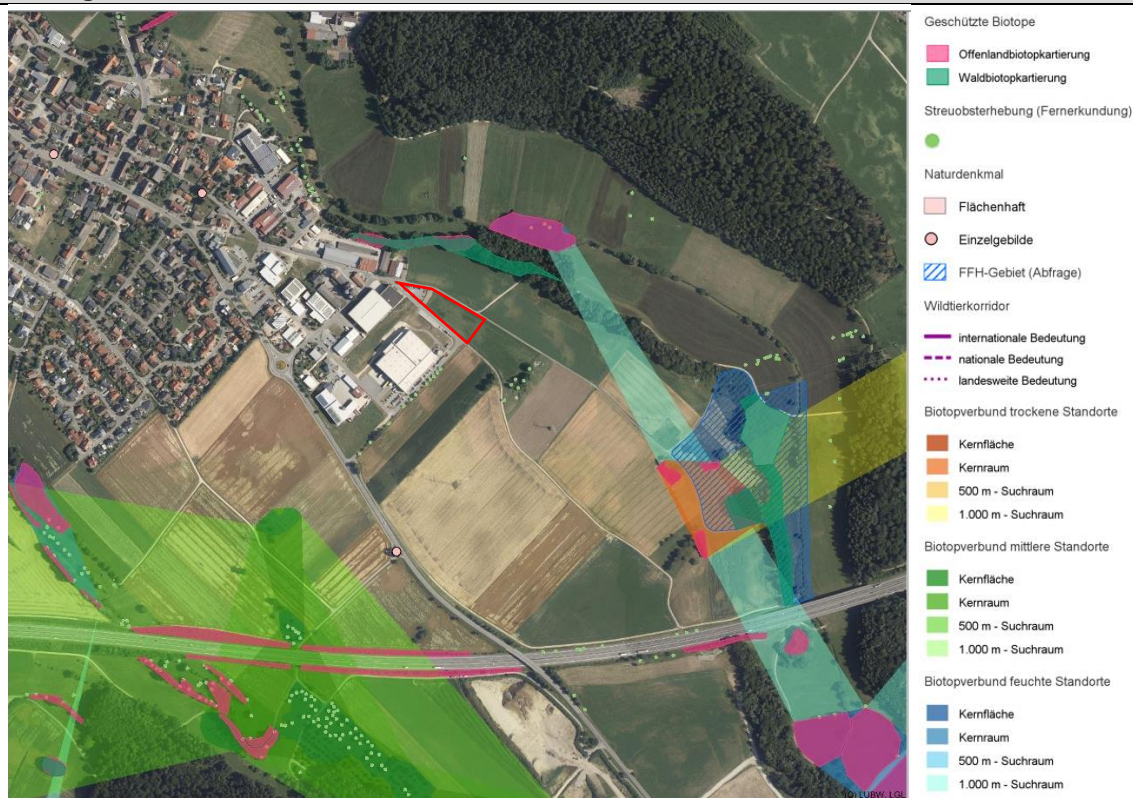 Geschützte Biotope
Offenlandbiotopkartierung
Waldbiotopkartierung
Streuobsterhebung (Fernerkundung)
Naturdenkmal
Flächenhaft
Einzelgebilde
FFH-Gebiet (Abfrage)
Wildtierkorridor
internationale Bedeutung
nationale Bedeutung
landesweite Bedeutung
Biotopverbund trockene Standorte
Kernfläche
Kernraum
500 m - Suchraum
1.000 m - Suchraum
Biotopverbund mittlere Standorte
Kernfläche
Kernraum
500 m - Suchraum
1.000 m - Suchraum
Biotopverbund feuchte Standorte
Kernfläche
Kernraum
500 m - Suchraum
1.000 m - Suchraum
(C) LUBW, LGL